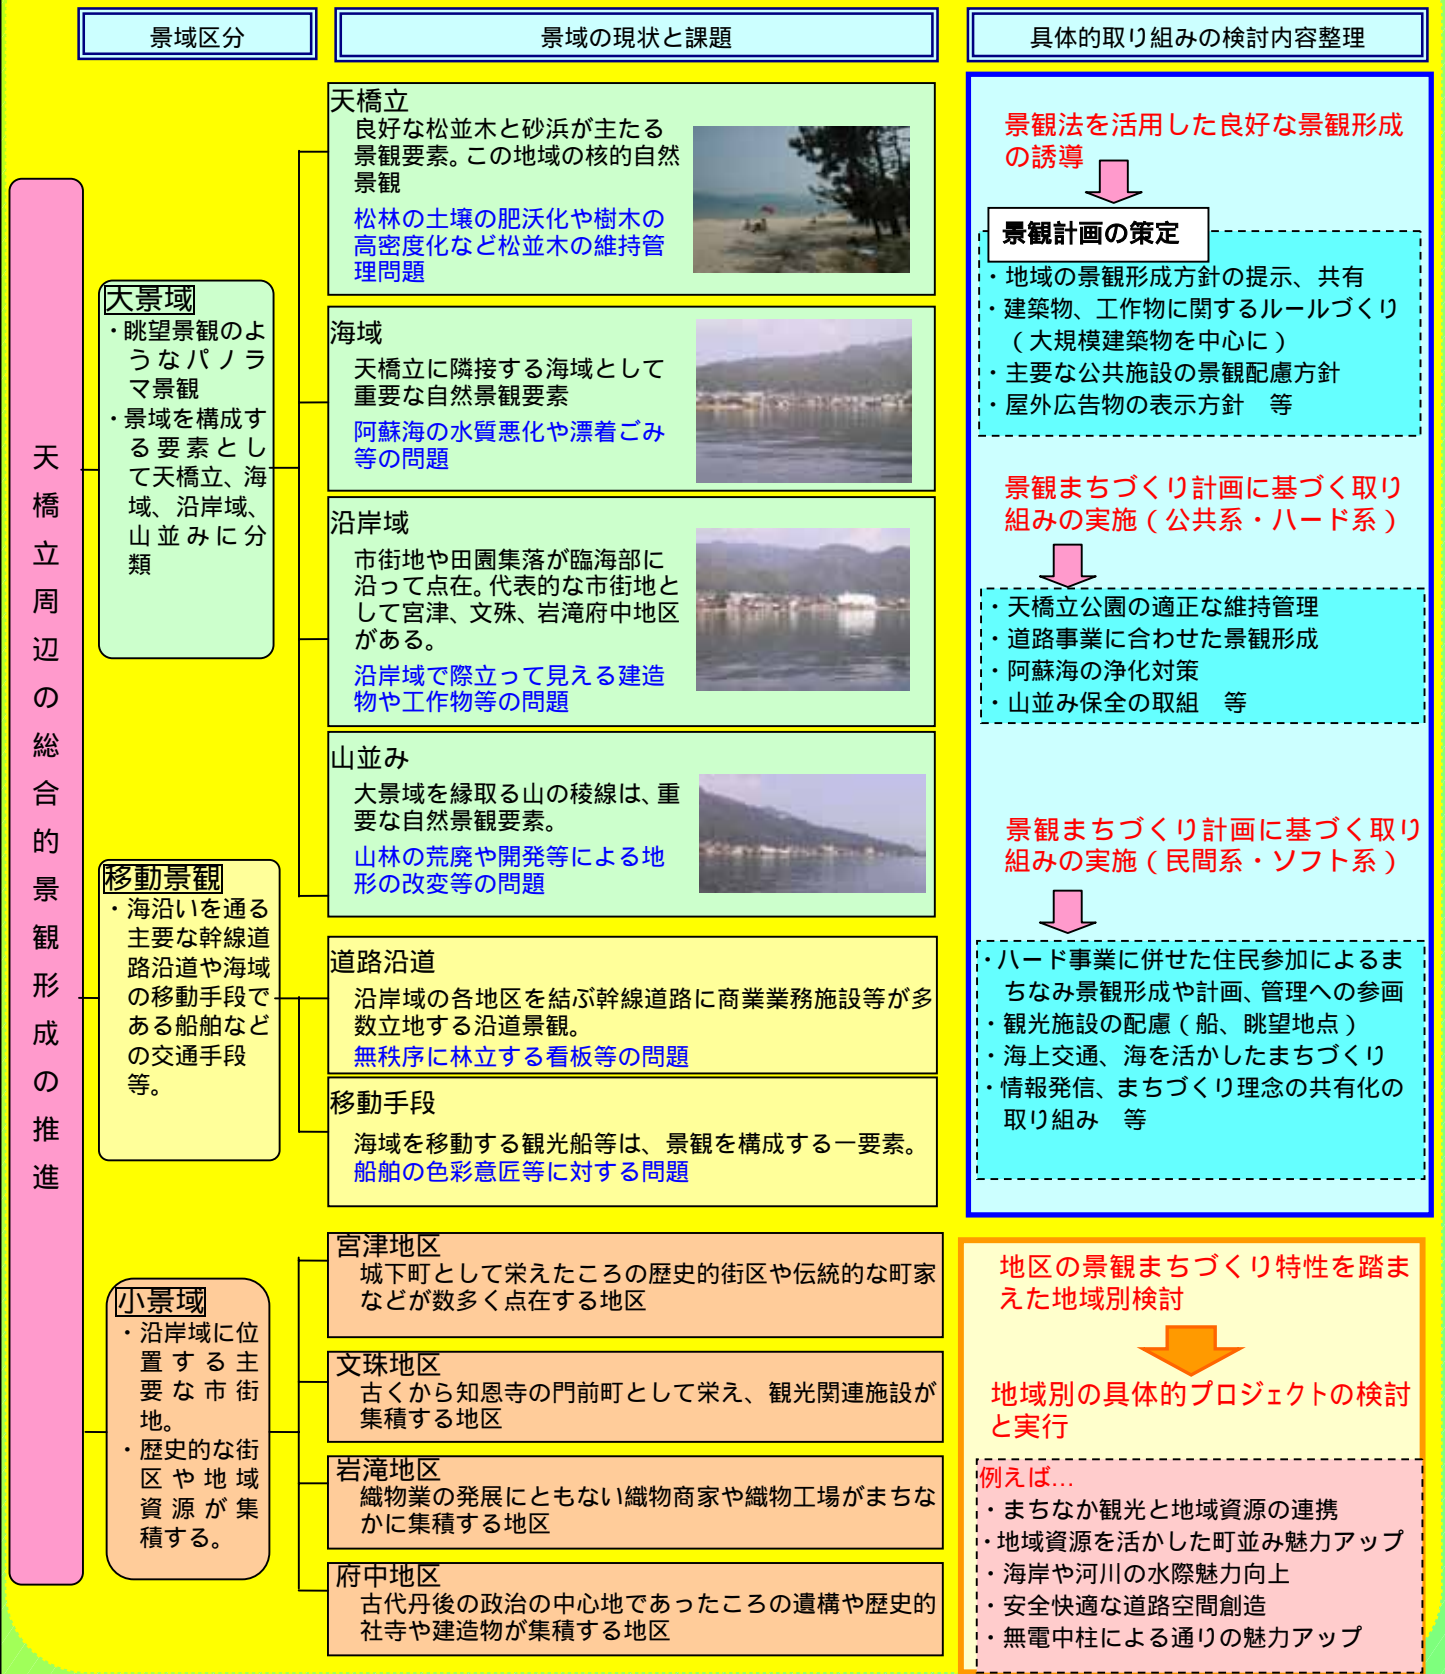 景域区分
景域の現状と課題
具体的取り組みの検討内容整理
天橋立周辺の総合的景観形成の推進
大景域
・眺望景観のよ
うなパノラ
マ景観
・景域を構成す
る要素とし
て天橋立、海
域、沿岸域、
山並みに分
類
移動景観
・海沿いを通る
主要な幹線道
路沿道や海域
の移動手段で
ある船舶など
の交通手段
等。
小景域
・沿岸域に位
置する主
要な市街
地。
・歴史的な街
区や地域
資源が集
積する。
天橋立
良好な松並木と砂浜が主たる
景観要素。この地域の核的自然
景観
松林の土壌の肥沃化や樹木の
高密度化など松並木の維持管
理問題
海域
天橋立に隣接する海域として
重要な自然景観要素
阿蘇海の水質悪化や漂着ごみ
等の問題
沿岸域
市街地や田園集落が臨海部に
沿って点在。代表的な市街地と
して宮津、文殊、岩滝府中地区
がある。
沿岸域で際立って見える建造
物や工作物等の問題
山並み
大景域を縁取る山の稜線は、重
要な自然景観要素。
山林の荒廃や開発等による地
形の改変等の問題
道路沿道
沿岸域の各地区を結ぶ幹線道路に商業業務施設等が多
数立地する沿道景観。
無秩序に林立する看板等の問題
移動手段
海域を移動する観光船等は、景観を構成する一要素。
船舶の色彩意匠等に対する問題
宮津地区
城下町として栄えたころの歴史的街区や伝統的な町家
などが数多く点在する地区
文珠地区
古くから知恩寺の門前町として栄え、観光関連施設が
集積する地区
岩滝地区
織物業の発展にともない織物商家や織物工場がまちな
かに集積する地区
府中地区
古代丹後の政治の中心地であったころの遺構や歴史的
社寺や建造物が集積する地区
景観法を活用した良好な景観形成
の誘導
景観計画の策定
・地域の景観形成方針の提示、共有
・建築物、工作物に関するルールづくり
（大規模建築物を中心に）
・主要な公共施設の景観配慮方針
・屋外広告物の表示方針　等
景観まちづくり計画に基づく取り
組みの実施（公共系・ハード系）
・天橋立公園の適正な維持管理
・道路事業に合わせた景観形成
・阿蘇海の浄化対策
・山並み保全の取組　等
景観まちづくり計画に基づく取り
組みの実施（民間系・ソフト系）
・ハード事業に併せた住民参加によるま
ちなみ景観形成や計画、管理への参画
・観光施設の配慮（船、眺望地点）
・海上交通、海を活かしたまちづくり
・情報発信、まちづくり理念の共有化の
取り組み　等
地区の景観まちづくり特性を踏ま
えた地域別検討
地域別の具体的プロジェクトの検討
と実行
例えば…
・まちなか観光と地域資源の連携
・地域資源を活かした町並み魅力アップ
・海岸や河川の水際魅力向上
・安全快適な道路空間創造
・無電中柱による通りの魅力アップ